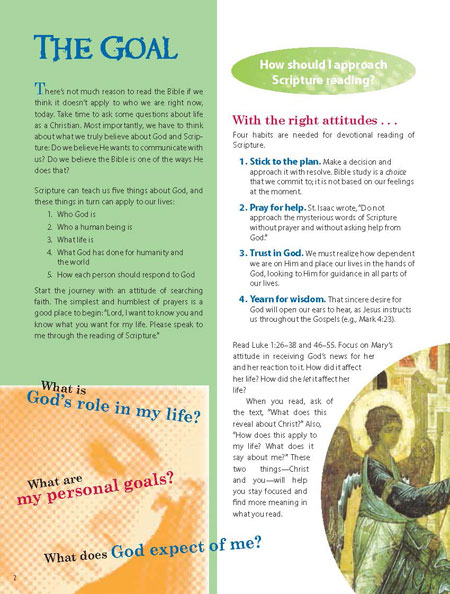 THE GOAL
There's not much reason to read the Bible if we
think it doesn't apply to who we are right now,
today. Take time to ask some questions about life
as a Christian. Most importantly, we have to think
about what we truly believe about God and Scrip-
ture: Do we believe He wants to communicate with
us? Do we believe the Bible is one of the ways He
does that?
Scripture can teach us five things about God, and
these things in turn can apply to our lives:
1. Who God is
2. Who a human being is
3. What life is
4. What God has done for humanity and
the world
5. How each person should respond to God
Start the journey with an attitude of searching
faith. The simplest and humblest of prayers is a
good place to begin: "Lord, I want to know you and
know what you want for my life. Please speak to
me through the reading of Scripture."
What is
God's role in my life?
What are
my personal goals?
What does God expect of me?
2
How should I approach
Scripture reading?
With the right attitudes . . .
Four habits are needed for devotional reading of
Scripture.
1. Stick to the plan. Make a decision and
approach it with resolve. Bible study is a choice
that we commit to; it is not based on our feelings
at the moment.
2. Pray for help. St. Isaac wrote, "Do not
approach the mysterious words of Scripture
without prayer and without asking help from
God."
3. Trust in God. We must realize how dependent
we are on Him and place our lives in the hands of
God, looking to Him for guidance in all parts of
our lives.
4. Yearn for wisdom. That sincere desire for
God will open our ears to hear, as Jesus instructs
us throughout the Gospels (e.g., Mark 4:23).
Read Luke 1:26–38 and 46–55. Focus on Mary's
attitude in receiving God's news for her
and her reaction to it. How did it affect
her life? How did she let it affect her
life?
When you read, ask of
the text, "What does this
reveal about Christ?" Also,
"How does this apply to
my life? What does it
say about me?" These
two things—Christ
and you—will help
you stay focused and
find more meaning in
what you read.